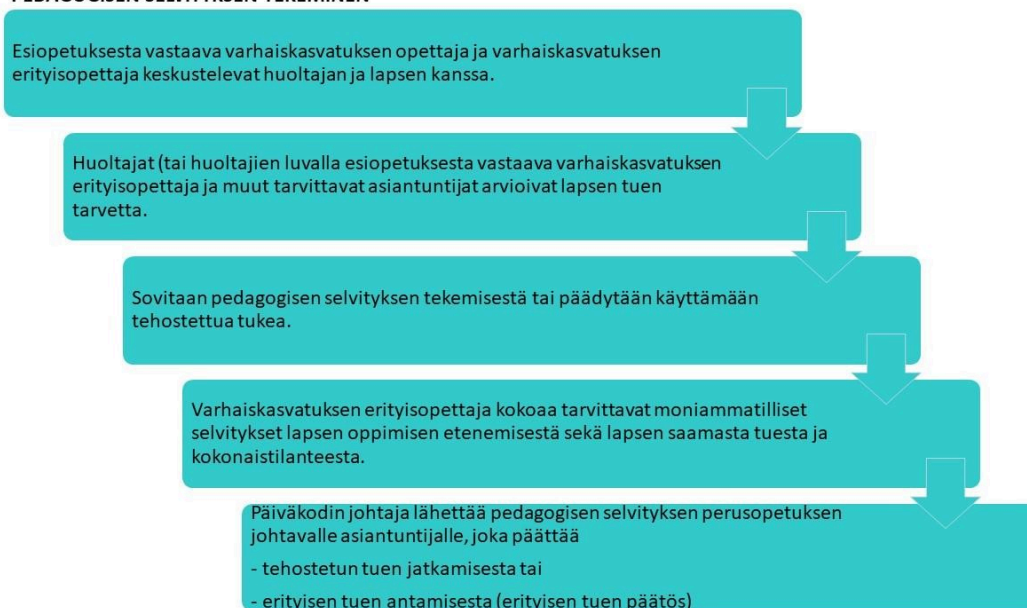 PEDAGOGISEN SELVITYKSEN TEKEMINEN
Esiopetuksesta vastaava varhaiskasvatuksen opettaja ja varhaiskasvatuksen
erityisopettaja keskustelevat huoltajan ja lapsen kanssa.
Huoltajat (tai huoltajien luvalla esiopetuksesta vastaava varhaiskasvatuksen
erityisopettaja ja muut tarvittavat asiantuntijat arvioivat lapsen tuen
tarvetta.
Sovitaan pedagogisen selvityksen tekemisestä tai päädytään käyttämään
tehostettua tukea.
Varhaiskasvatuksen erityisopettaja kokoaa tarvittavat moniammatilliset
selvitykset lapsen oppimisen etenemisestä sekä lapsen saamasta tuesta ja
kokonaistilanteesta.
Päiväkodin johtaja lähettää pedagogisen selvityksen perusopetuksen
johtavalle asiantuntijalle, joka päättää
- tehostetun tuen jatkamisesta tai
- erityisen tuen antamisesta (erityisen tuen päätös)